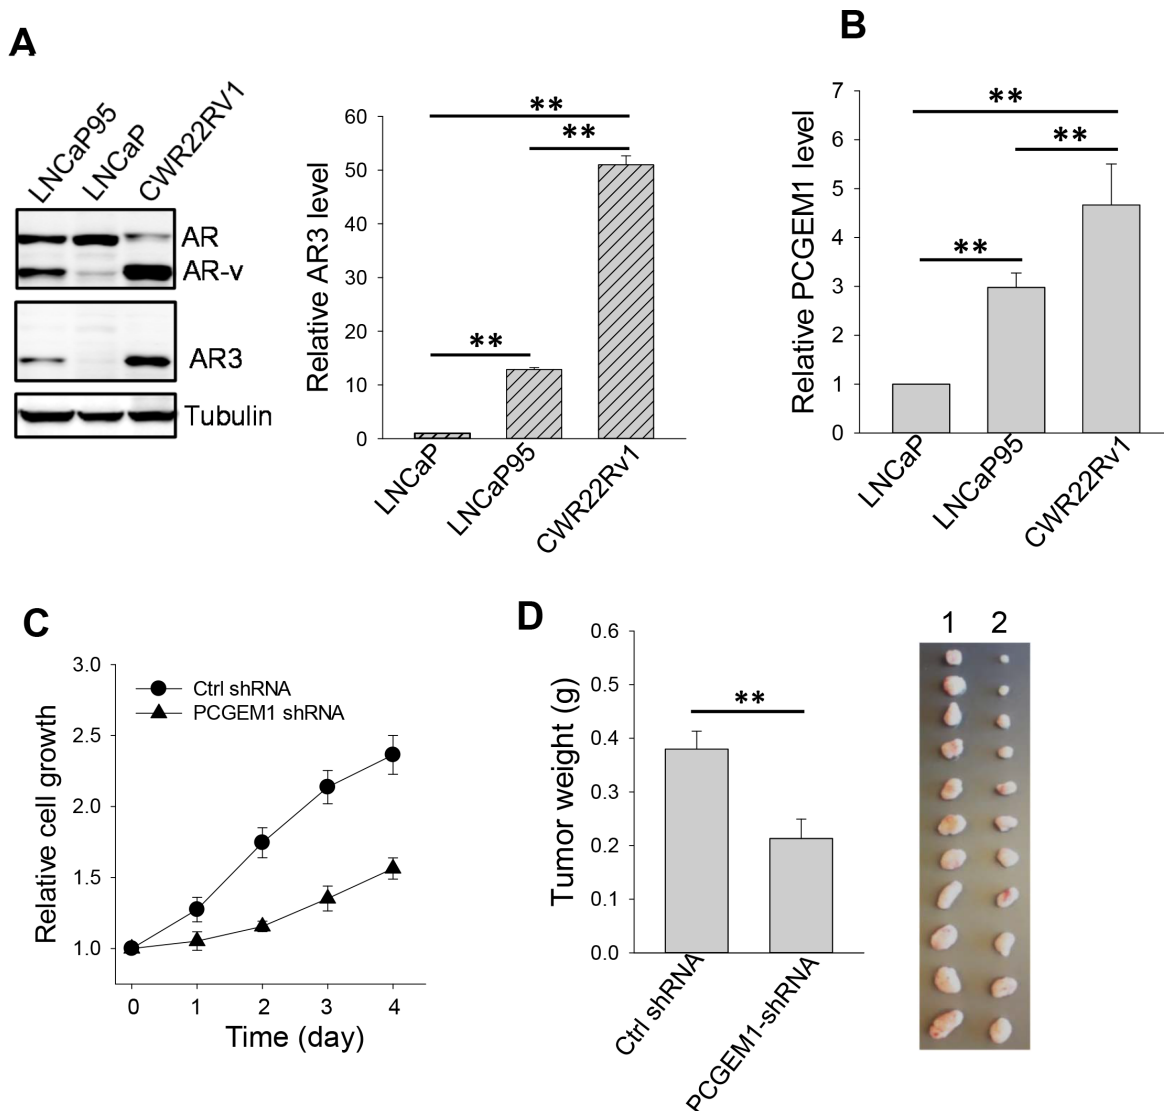 A
LNCaP95
LNCaP
CWR22RV1
AR
AR-v
AR3
Tubulin
Relative AR3 level
60
50
40
30
20
10
0
**
**
**
LNCaP
LNCaP95
CWR22Rv1
B
Relative PCGEM1 level
7
6
5
4
3
2
1
0
**
**
**
LNCaP
LNCaP95
CWR22Rv1
C
Relative cell growth
3.0
2.5
2.0
1.5
1.0
Ctrl shRNA
PCGEM1 shRNA
0 1 2 3 4
Time (day)
D
Tumor weight (g)
0.6
0.5
0.4
0.3
0.2
0.1
0.0
**
Ctrl shRNA
PCGEM1-shRNA
1 2